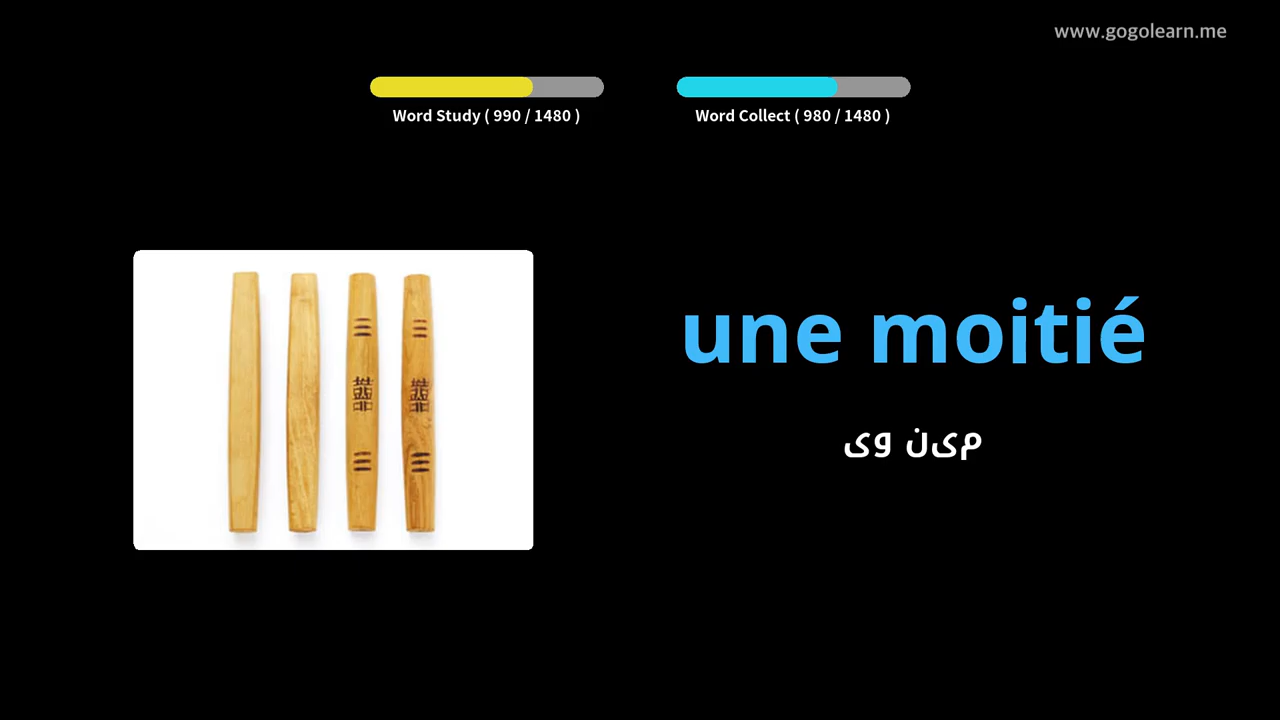 www.gogolearn.me
Word Study ( 990 / 1480 )
Word Collect ( 980 / 1480 )
une moitié
مین وی